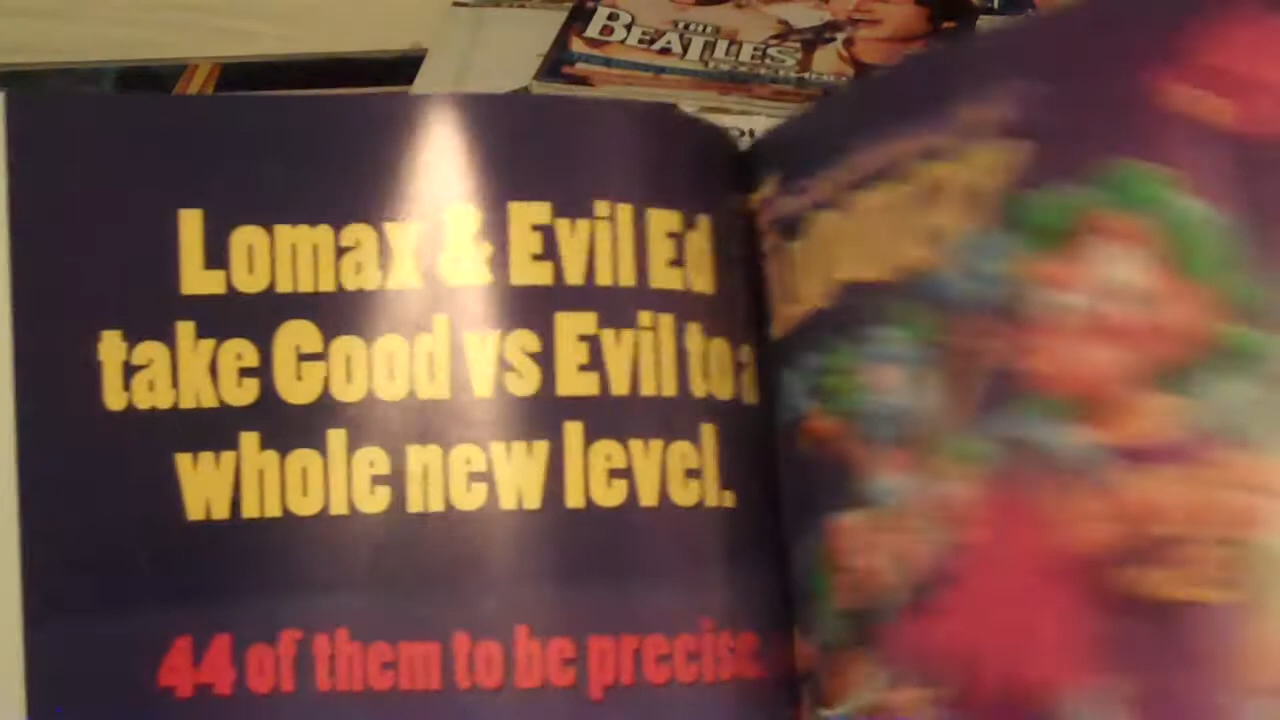 THE
BEATLES
Lomax & Evil Ed
take Good vs Evil to a
whole new level.
44 of them to be precise.